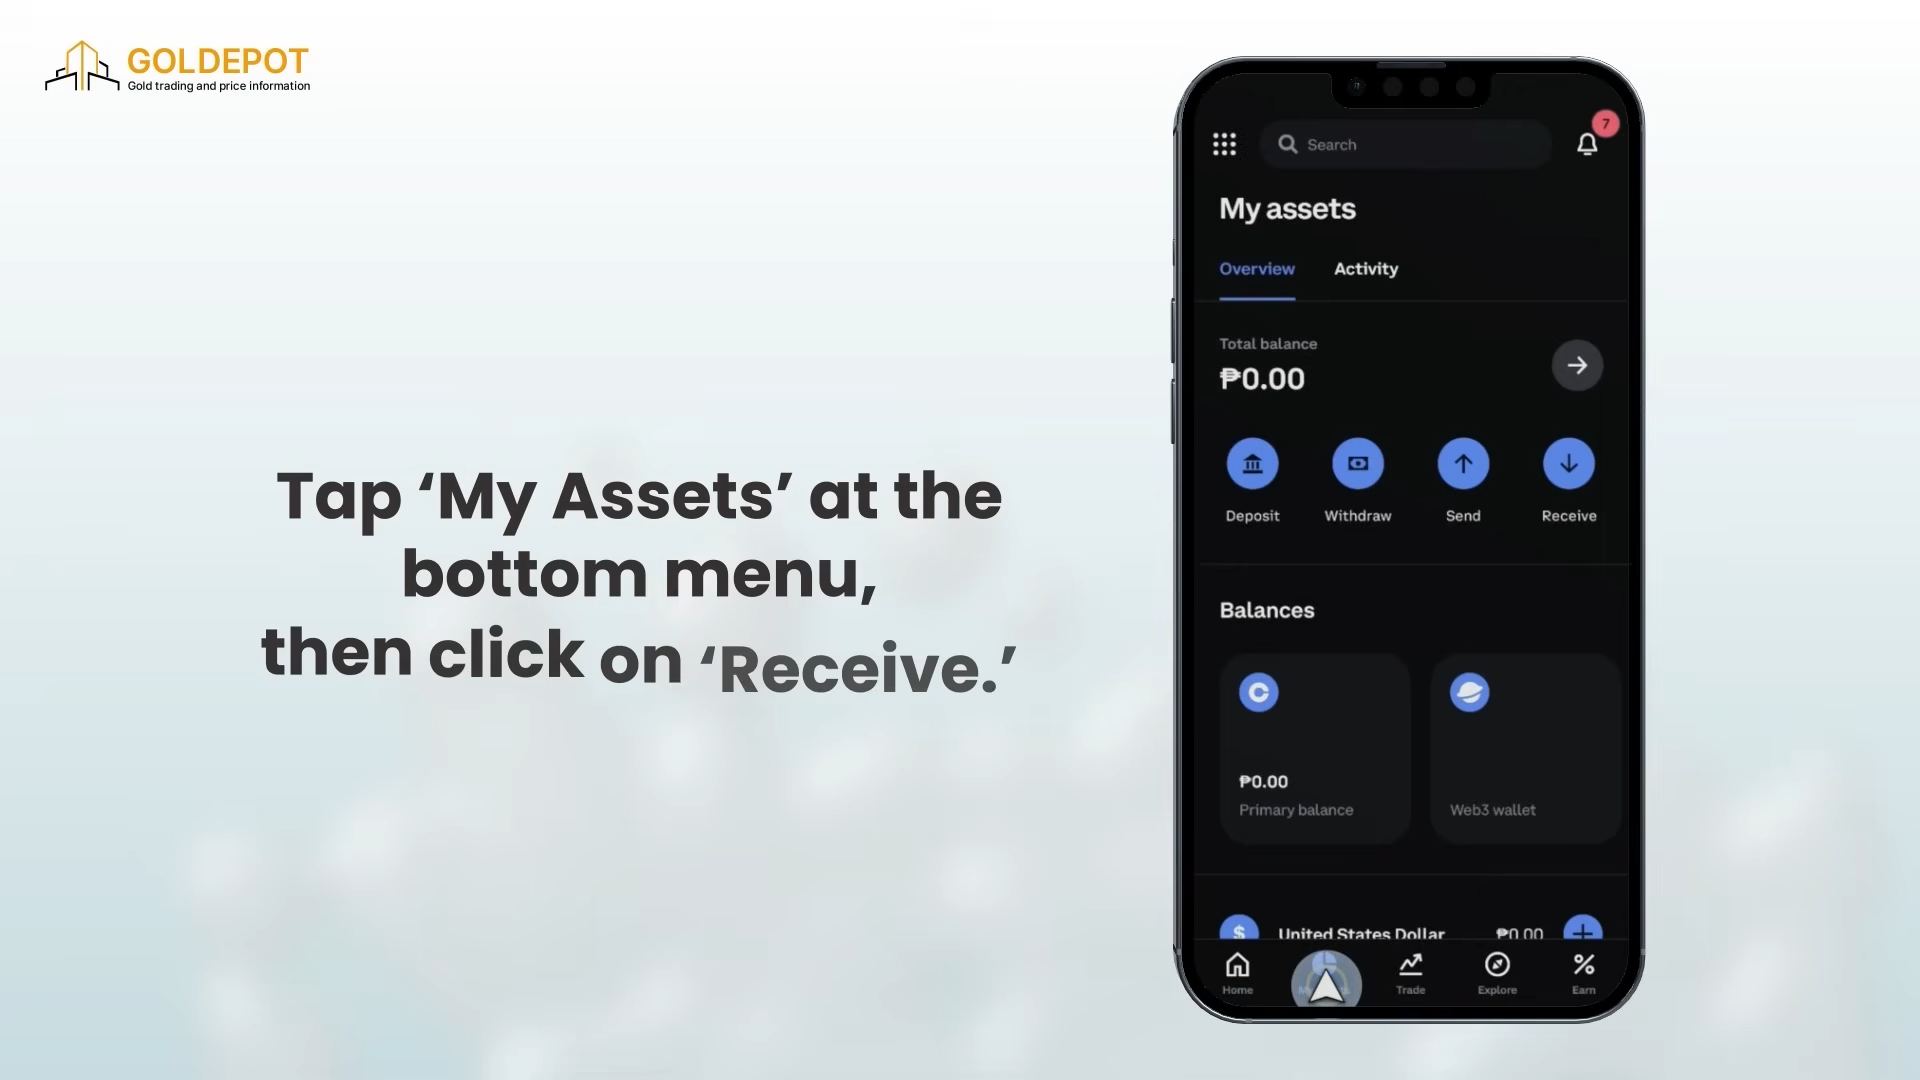 GOLDEPOT
Gold trading and price information
Tap ‘My Assets’ at the
bottom menu,
then click on ‘Receive.’
7
Search
My assets
Overview Activity
Total balance
₱0.00
Deposit Withdraw Send Receive
Balances
₱0.00
Primary balance Web3 wallet
$ United States Dollar ₱0.00
Home Trade Explore Earn